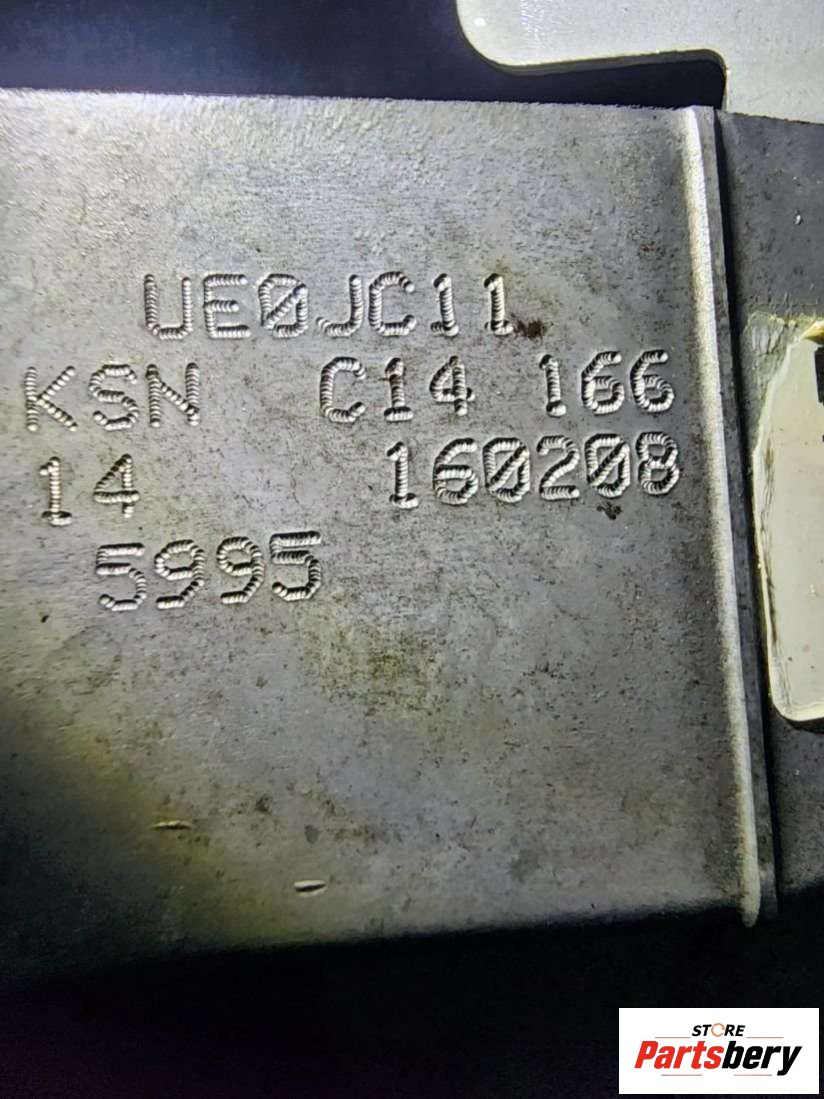 UE0JC11
KSN C14 166
14 160208
5995
STORE
Partsbery